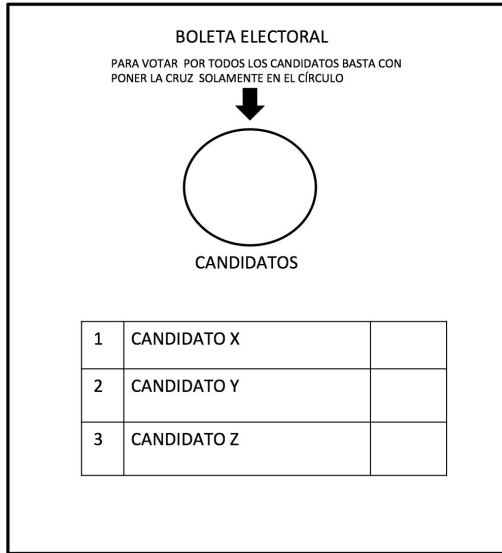 BOLETA ELECTORAL
PARA VOTAR POR TODOS LOS CANDIDATOS BASTA CON
PONER LA CRUZ SOLAMENTE EN EL CÍRCULO
CANDIDATOS
1 CANDIDATO X
2 CANDIDATO Y
3 CANDIDATO Z